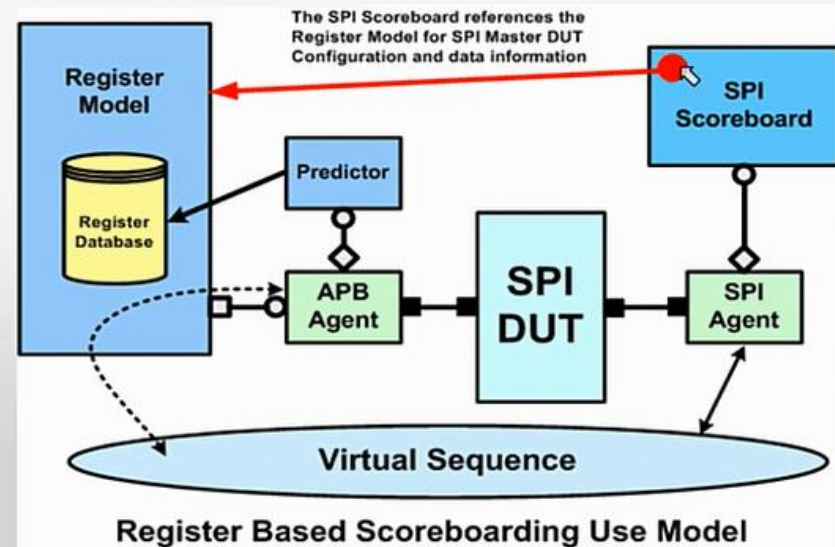 The SPI Scoreboard references the
Register Model for SPI Master DUT
Configuration and data information
Register
Model
SPI
Scoreboard
Predictor
Register
Database
APB
Agent
SPI
DUT
SPI
Agent
Virtual Sequence
Register Based Scoreboarding Use Model